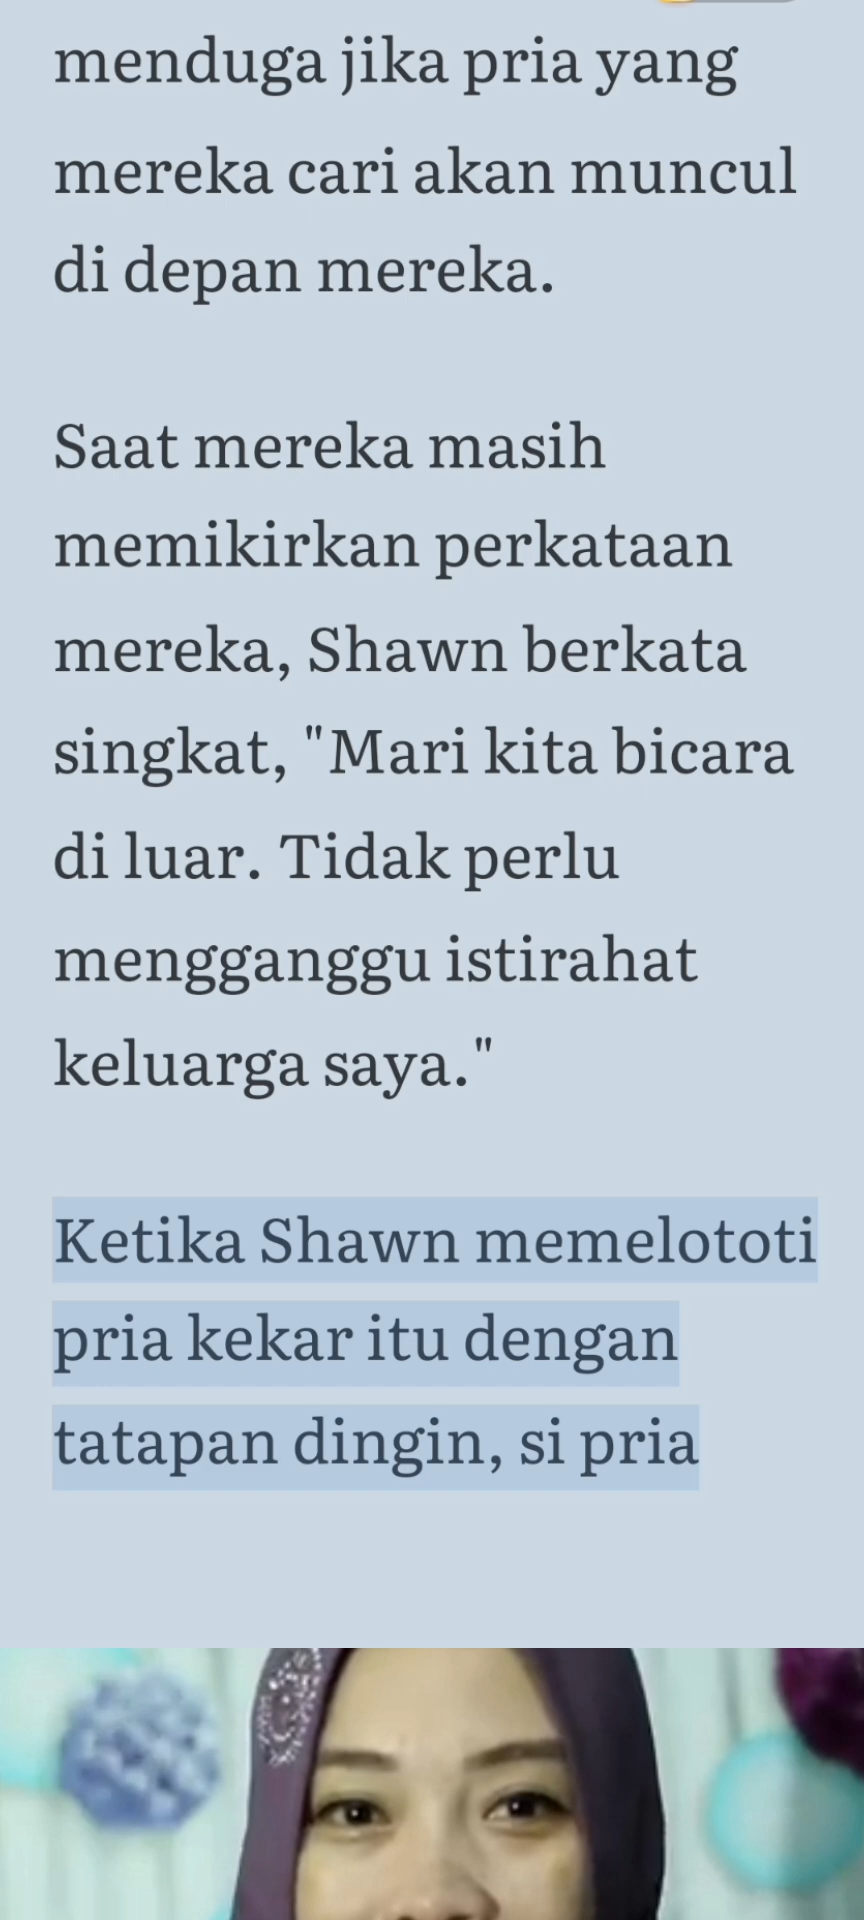 menduga jika pria yang
mereka cari akan muncul
di depan mereka.
Saat mereka masih
memikirkan perkataan
mereka, Shawn berkata
singkat, "Mari kita bicara
di luar. Tidak perlu
mengganggu istirahat
keluarga saya."
Ketika Shawn memelototi
pria kekar itu dengan
tatapan dingin, si pria